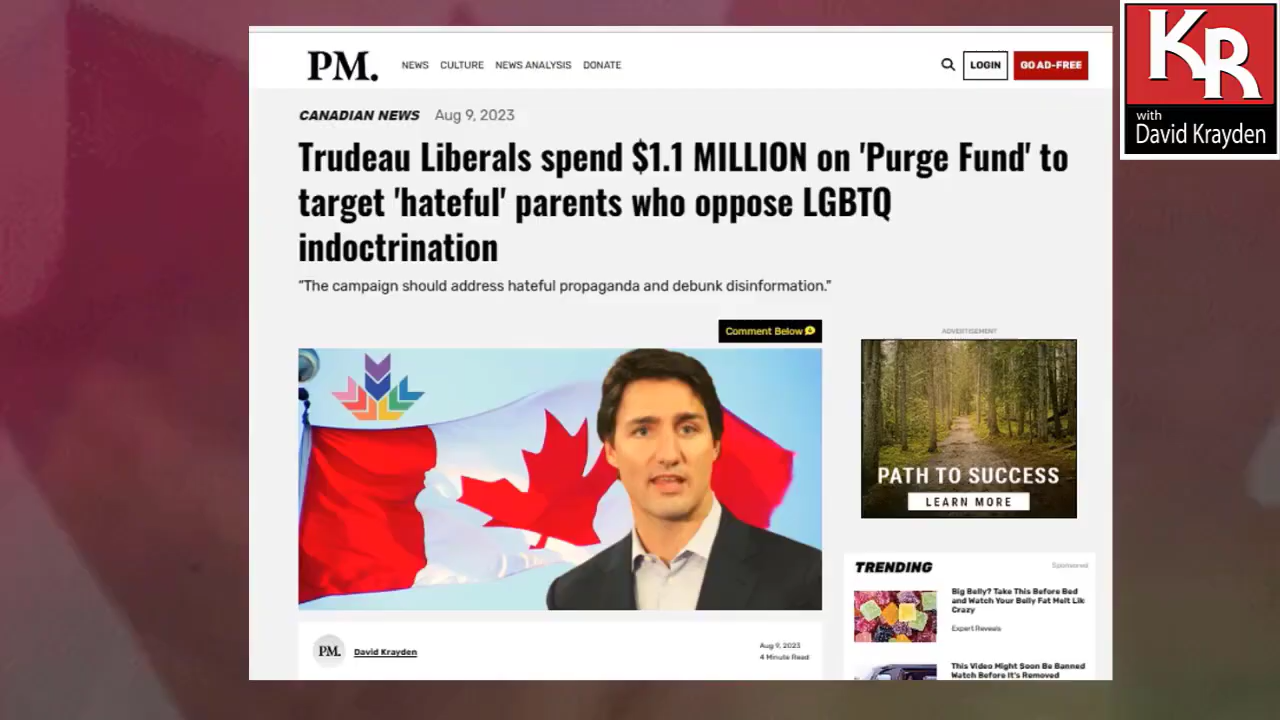 KR
with
David Krayden
PM.
NEWS CULTURE NEWS ANALYSIS DONATE
LOGIN
GO AD-FREE
CANADIAN NEWS Aug 9, 2023
Trudeau Liberals spend $1.1 MILLION on 'Purge Fund' to
target 'hateful' parents who oppose LGBTQ
indoctrination
"The campaign should address hateful propaganda and debunk disinformation."
Comment Below
ADVERTISEMENT
PATH TO SUCCESS
LEARN MORE
TRENDING Sponsored
Big Belly? Take This Before Bed
and Watch Your Belly Fat Melt Lik
Crazy
Expert Reveals
This Video Might Soon Be Banned
Watch Before It's Removed
PM.
David Krayden
Aug 9, 2023
4 Minute Read